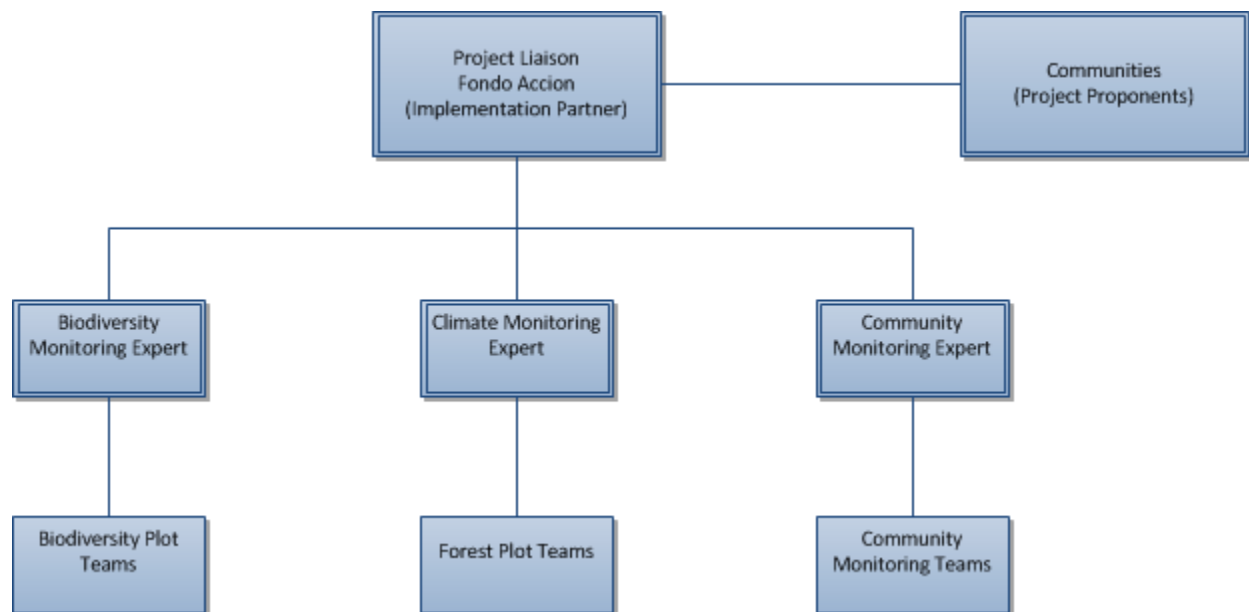 Project Liaison
Fondo Accion
(Implementation Partner)
Communities
(Project Proponents)
Biodiversity
Monitoring Expert
Climate Monitoring
Expert
Community
Monitoring Expert
Biodiversity Plot
Teams
Forest Plot Teams
Community
Monitoring Teams